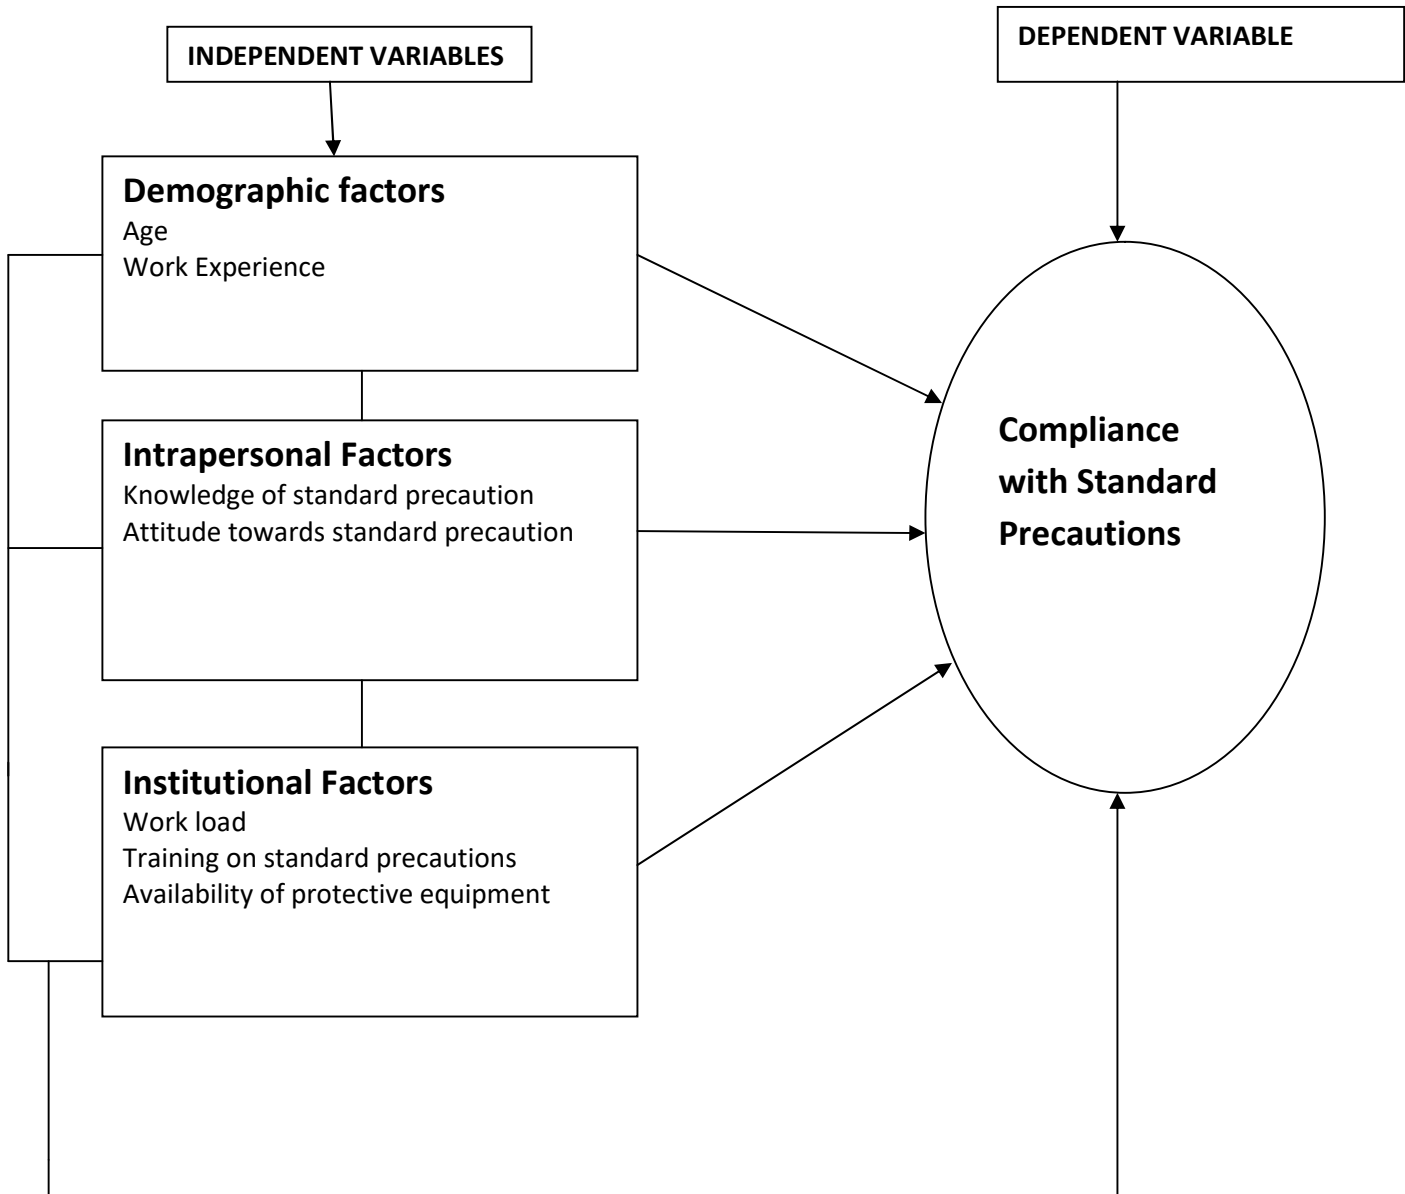 INDEPENDENT VARIABLES
DEPENDENT VARIABLE
Demographic factors
Age
Work Experience
Intrapersonal Factors
Knowledge of standard precaution
Attitude towards standard precaution
Institutional Factors
Work load
Training on standard precautions
Availability of protective equipment
Compliance
with Standard
Precautions